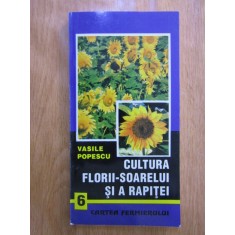 VASILE
POPESCU
CULTURA
FLORII-SOARELUI
ȘI A RAPIȚEI
6
CARTEA FERMIERULUI